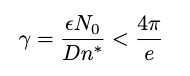 γ = ϵN₀ / Dn* < 4π / e